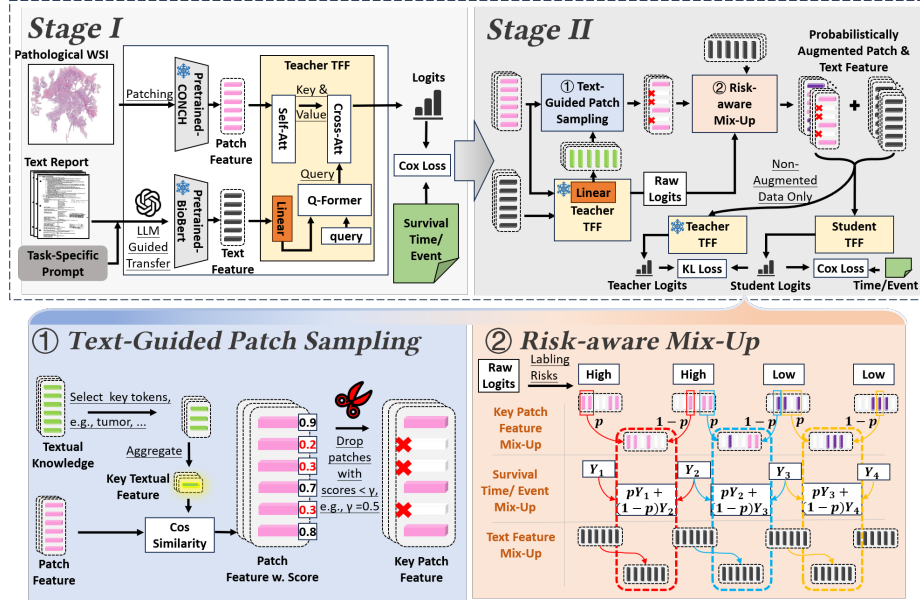 Stage I
Pathological WSI
Patching
Pretrained-
CONCH
Patch
Feature
Teacher TFF
Self-Att
Key &
Value
Cross-Att
Query
Logits
Cox Loss
Text Report
LLM
Guided
Transfer
Task-Specific
Prompt
Pretrained-
BioBert
Text
Feature
Linear
Q-Former
query
Survival
Time/
Event
Stage II
① Text-
Guided Patch
Sampling
② Risk-
aware
Mix-Up
Probabilistically
Augmented Patch &
Text Feature
+
Linear
Teacher
TFF
Raw
Logits
Non-
Augmented
Data Only
Teacher
TFF
Student
TFF
KL Loss
Cox Loss
Teacher Logits
Student Logits
Time/Event
① Text-Guided Patch Sampling
Select key tokens,
e.g., tumor, ...
Textual
Knowledge
Aggregate
Key Textual
Feature
Cos
Similarity
Patch
Feature
0.9
0.2
0.3
0.7
0.3
0.8
Patch
Feature w. Score
Drop
patches
with
scores < γ,
e.g., γ =0.5
Key Patch
Feature
② Risk-aware Mix-Up
Raw
Logits
Labling
Risks
High
High
Low
Low
Key Patch
Feature
Mix-Up
p
1-p
p
1-p
p
1-p
Survival
Time/ Event
Mix-Up
Y1
Y2
Y3
Y4
pY1 +
(1-p)Y2
pY2 +
(1-p)Y3
pY3 +
(1-p)Y4
Text Feature
Mix-Up